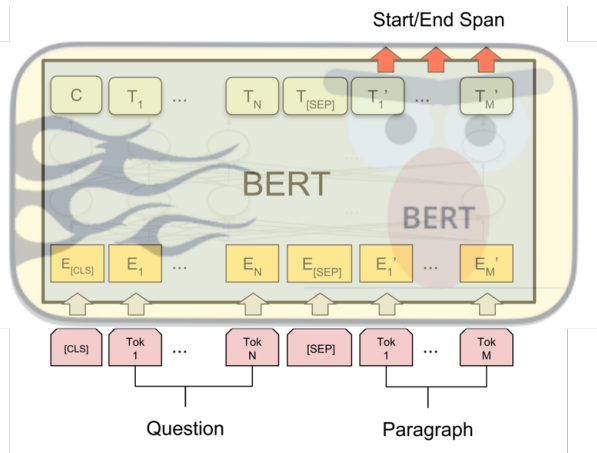 Start/End Span
C T1 ... TN T[SEP] T1' ... TM'
BERT
BERT
E[CLS] E1 ... EN E[SEP] E1' ... EM'
[CLS] Tok 1 ... Tok N [SEP] Tok 1 ... Tok M
Question Paragraph